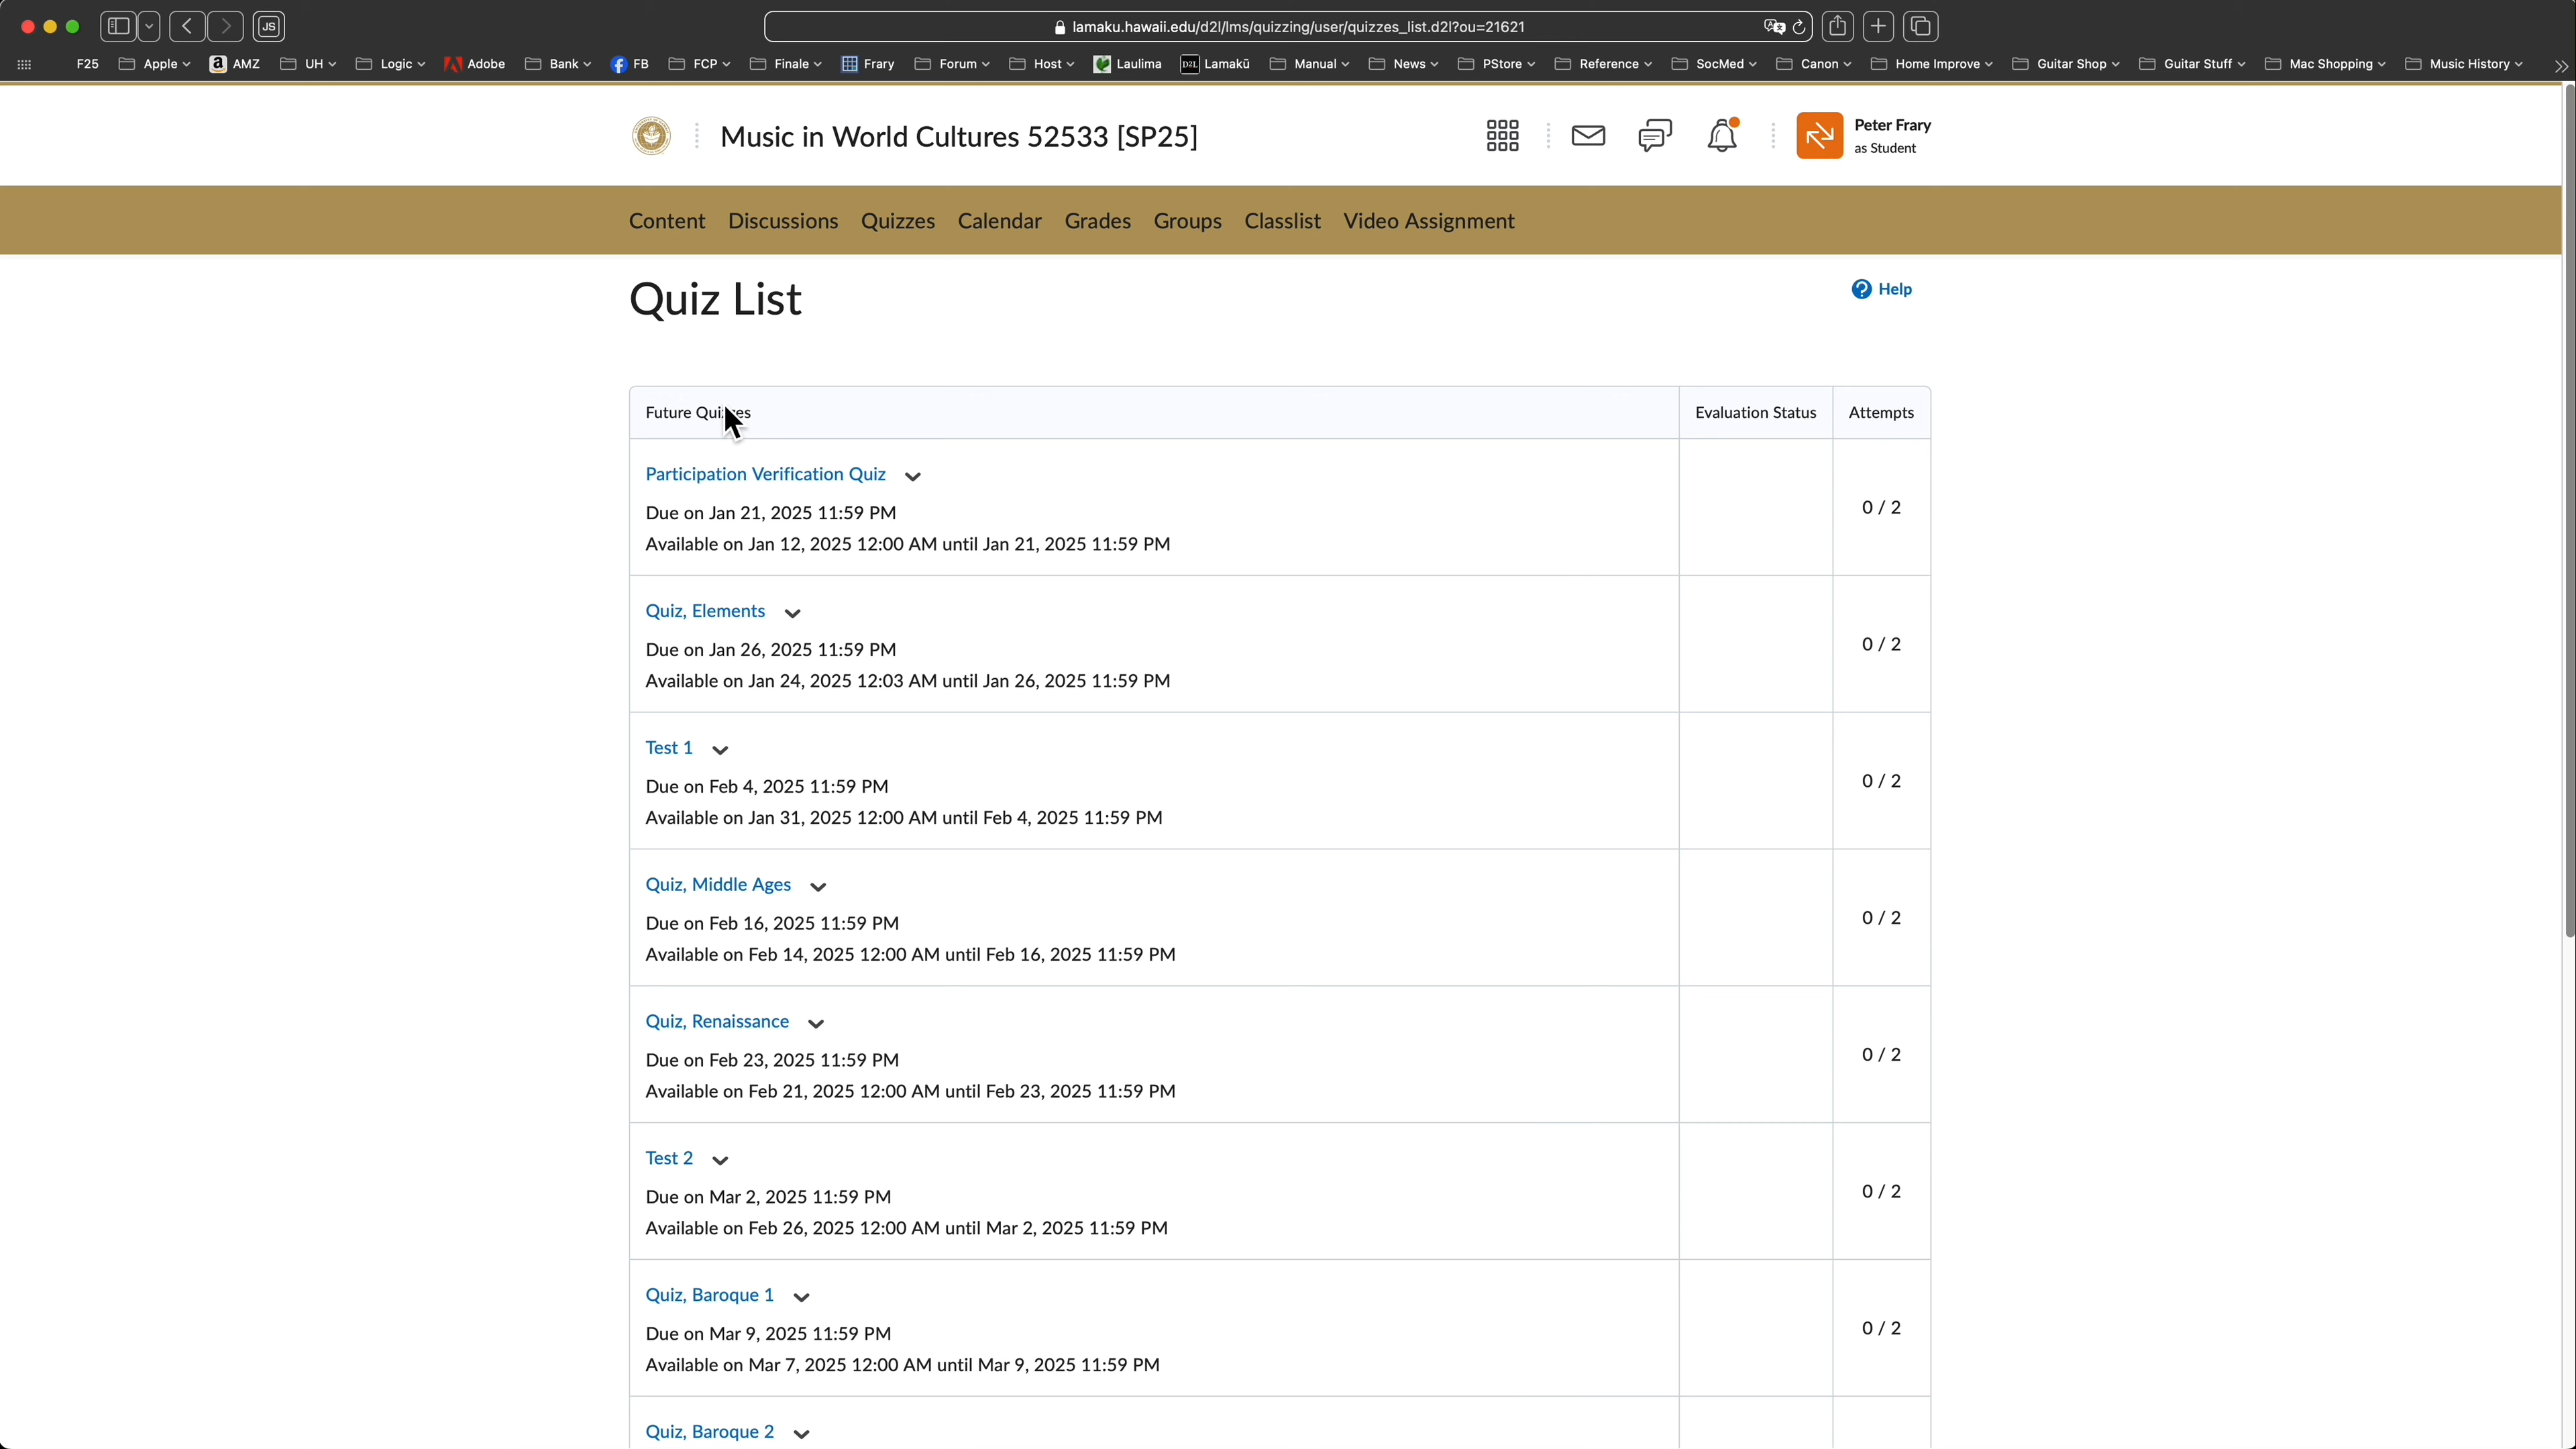 JS
lamaku.hawaii.edu/d2l/lms/quizzing/user/quizzes_list.d2l?ou=21621
F25 Apple AMZ UH Logic Adobe Bank FB FCP Finale Frary Forum Host Laulima D2L Lamakū Manual News PStore Reference SocMed Canon Home Improve Guitar Shop Guitar Stuff Mac Shopping Music History
Music in World Cultures 52533 [SP25]
Peter Frary
as Student
Content Discussions Quizzes Calendar Grades Groups Classlist Video Assignment
Quiz List
Help
Future Quizzes Evaluation Status Attempts
Participation Verification Quiz
Due on Jan 21, 2025 11:59 PM
Available on Jan 12, 2025 12:00 AM until Jan 21, 2025 11:59 PM
0 / 2
Quiz, Elements
Due on Jan 26, 2025 11:59 PM
Available on Jan 24, 2025 12:03 AM until Jan 26, 2025 11:59 PM
0 / 2
Test 1
Due on Feb 4, 2025 11:59 PM
Available on Jan 31, 2025 12:00 AM until Feb 4, 2025 11:59 PM
0 / 2
Quiz, Middle Ages
Due on Feb 16, 2025 11:59 PM
Available on Feb 14, 2025 12:00 AM until Feb 16, 2025 11:59 PM
0 / 2
Quiz, Renaissance
Due on Feb 23, 2025 11:59 PM
Available on Feb 21, 2025 12:00 AM until Feb 23, 2025 11:59 PM
0 / 2
Test 2
Due on Mar 2, 2025 11:59 PM
Available on Feb 26, 2025 12:00 AM until Mar 2, 2025 11:59 PM
0 / 2
Quiz, Baroque 1
Due on Mar 9, 2025 11:59 PM
Available on Mar 7, 2025 12:00 AM until Mar 9, 2025 11:59 PM
0 / 2
Quiz, Baroque 2